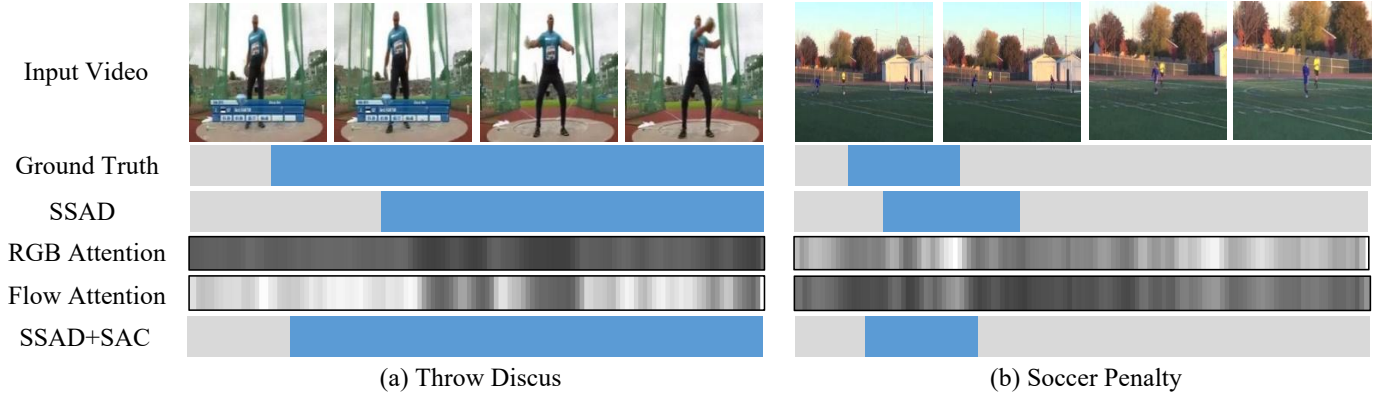 Input Video
Ground Truth
SSAD
RGB Attention
Flow Attention
SSAD+SAC
(a) Throw Discus
(b) Soccer Penalty